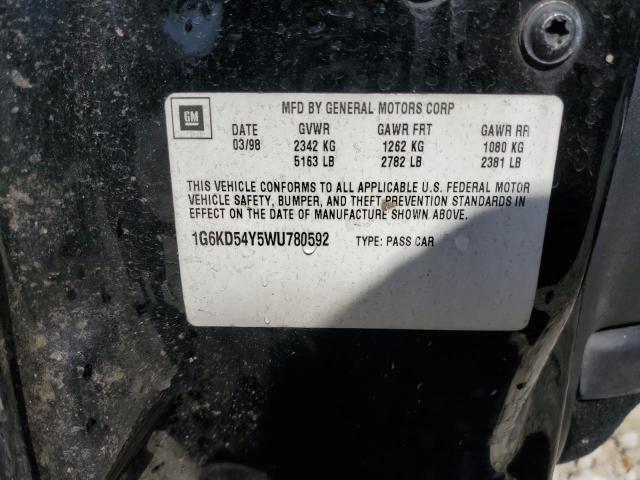 GM
MFD BY GENERAL MOTORS CORP
DATE GVWR GAWR FRT GAWR RR
03/98 2342 KG 1262 KG 1080 KG
5163 LB 2782 LB 2381 LB
THIS VEHICLE CONFORMS TO ALL APPLICABLE U.S. FEDERAL MOTOR
VEHICLE SAFETY, BUMPER, AND THEFT PREVENTION STANDARDS IN
EFFECT ON THE DATE OF MANUFACTURE SHOWN ABOVE.
1G6KD54Y5WU780592 TYPE: PASS CAR